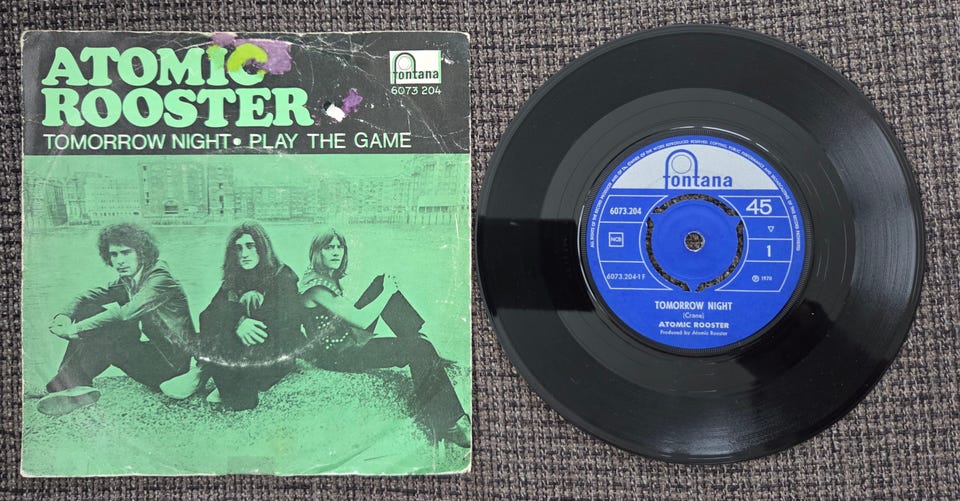 ATOMIC
ROOSTER
TOMORROW NIGHT • PLAY THE GAME
fontana
6073 204
fontana
6073.204
45
NCB
1
6073.204-1 F
℗ 1970
TOMORROW NIGHT
(Crane)
ATOMIC ROOSTER
Produced by Atomic Rooster